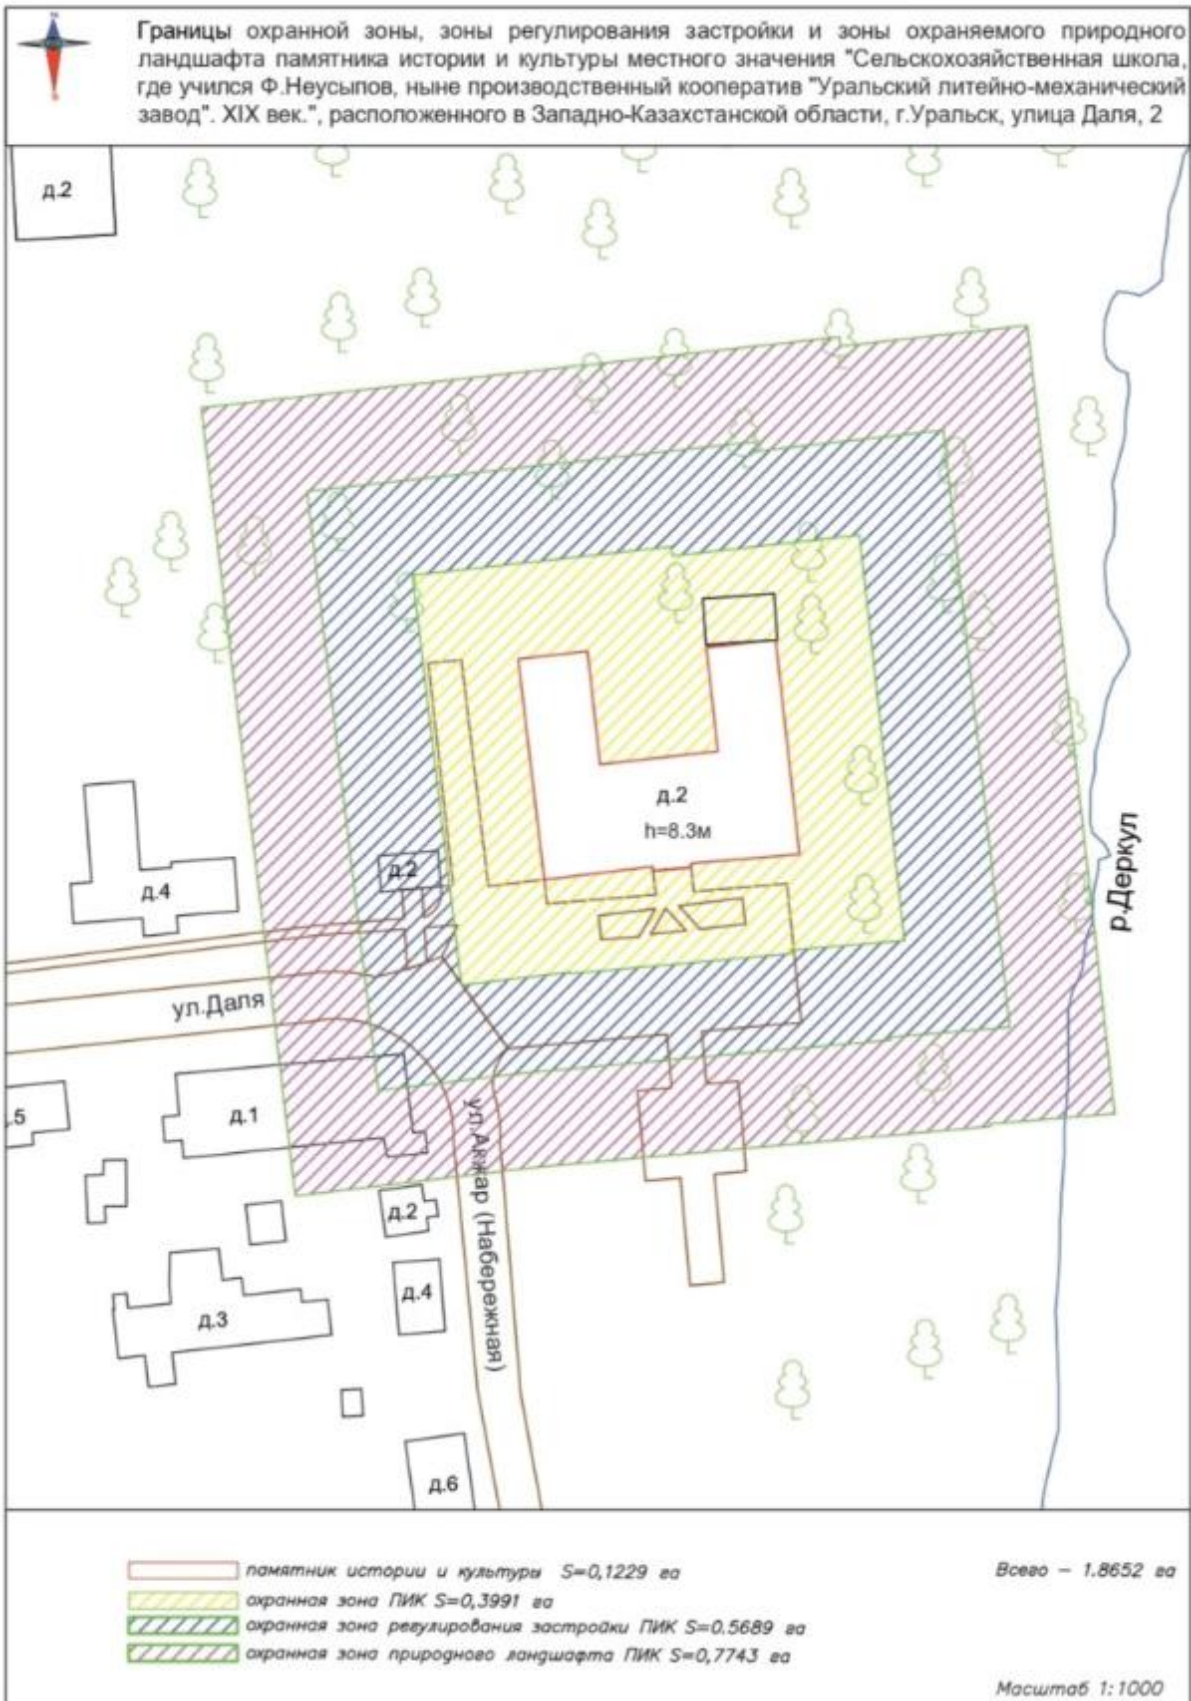 Границы охранной зоны, зоны регулирования застройки и зоны охраняемого природного
ландшафта памятника истории и культуры местного значения "Сельскохозяйственная школа,
где учился Ф.Неусыпов, ныне производственный кооператив "Уральский литейно-механический
завод". XIX век.", расположенного в Западно-Казахстанской области, г.Уральск, улица Даля, 2
д.2
д.2
h=8.3м
д.2
д.4
р.Деркул
ул.Даля
.5
д.1
ул.Акжар (Набережная)
д.2
д.4
д.3
д.6
памятник истории и культуры S=0,1229 га
Всего – 1.8652 га
охранная зона ПИК S=0,3991 га
охранная зона регулирования застройки ПИК S=0.5689 га
охранная зона природного ландшафта ПИК S=0,7743 га
Масштаб 1:1000